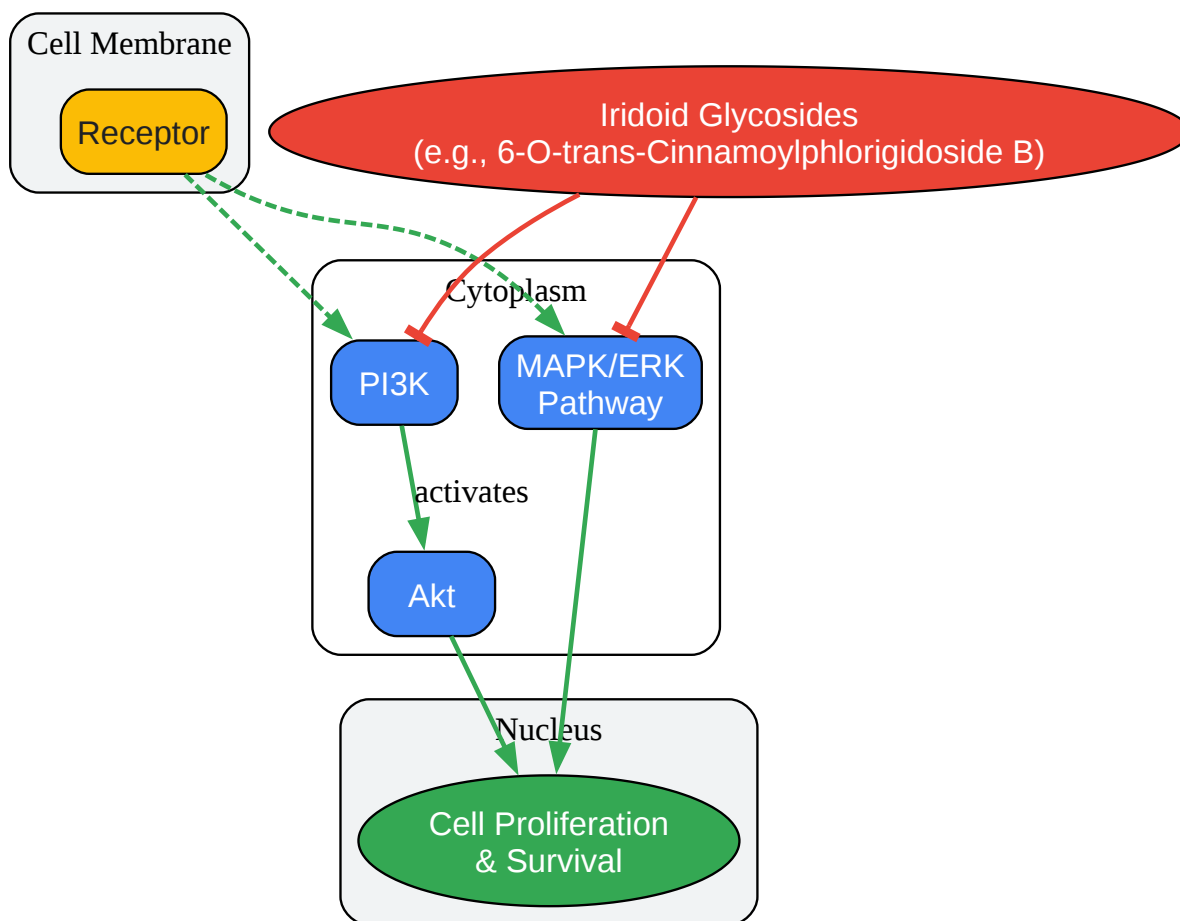 Cell Membrane
Receptor
Iridoid Glycosides
(e.g., 6-O-trans-Cinnamoylphlorigidoside B)
Cytoplasm
PI3K
MAPK/ERK
Pathway
activates
Akt
Nucleus
Cell Proliferation
& Survival